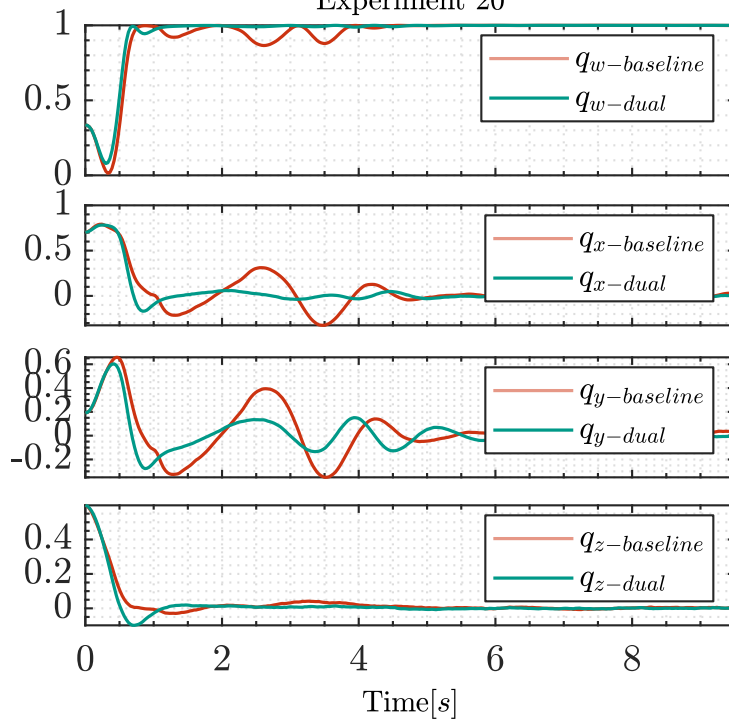 Experiment 20
1
0.5
0
q_{w-baseline}
q_{w-dual}
1
0.5
0
q_{x-baseline}
q_{x-dual}
0.6
0.4
0.2
0
-0.2
q_{y-baseline}
q_{y-dual}
0.4
0.2
0
q_{z-baseline}
q_{z-dual}
0 2 4 6 8
Time[s]